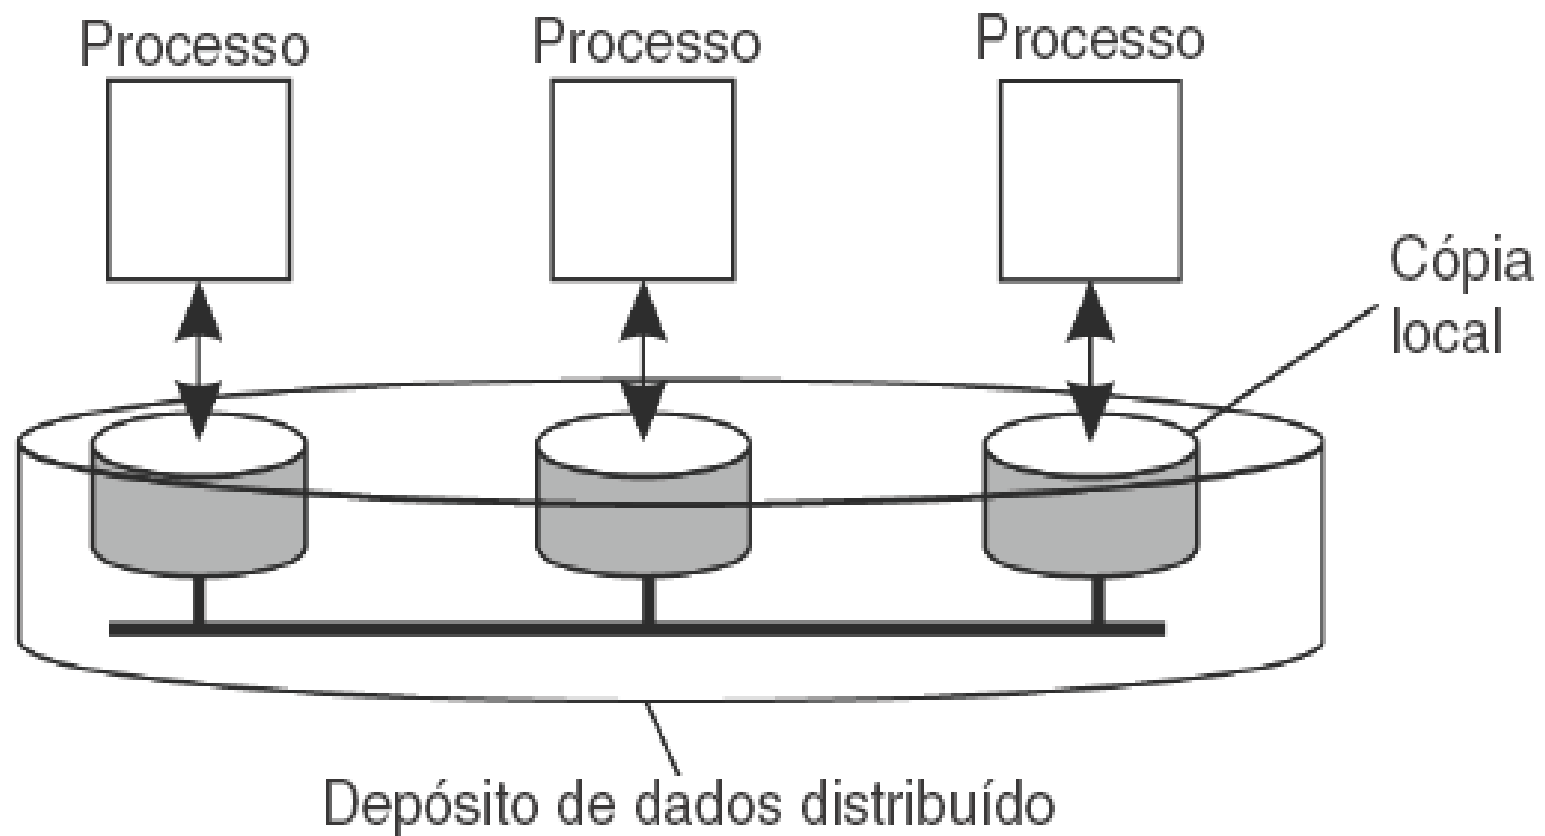 Processo
Processo
Processo
Cópia
local
Depósito de dados distribuído